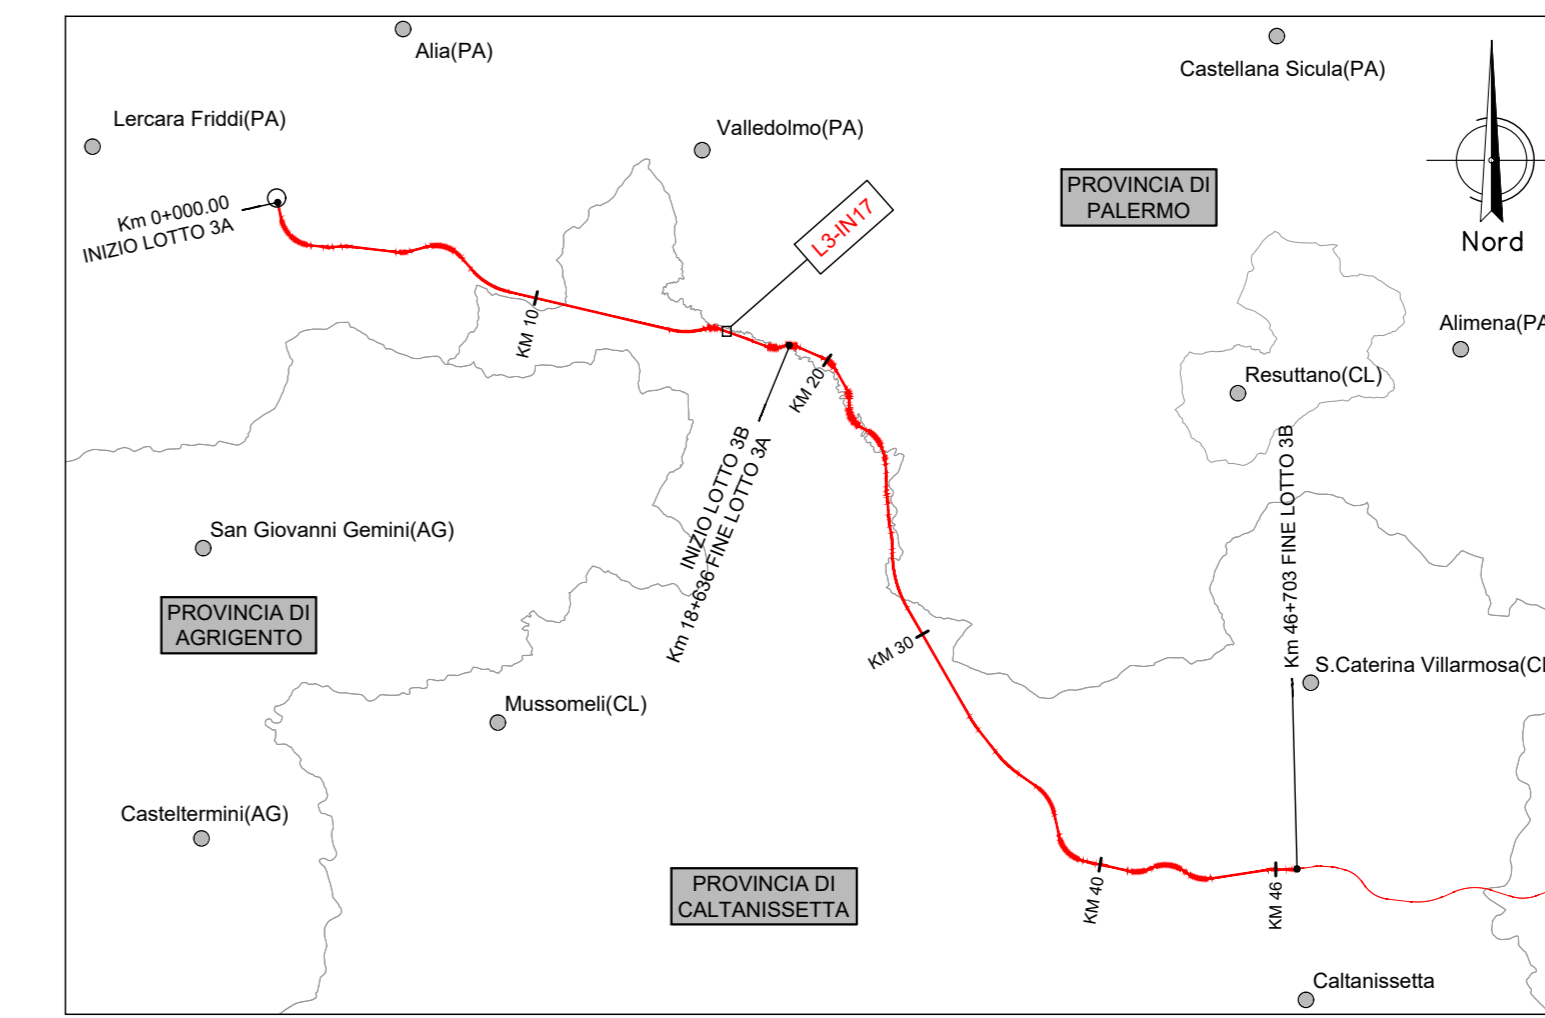 Alia(PA)
Castellana Sicula(PA)
Lercara Friddi(PA)
Valledolmo(PA)
PROVINCIA DI
PALERMO
Km 0+000.00
INIZIO LOTTO 3A
L3-IN17
Nord
KM 10
Alimena(PA
KM 20
Resuttano(CL)
INIZIO LOTTO 3B
Km 18+636 FINE LOTTO 3A
San Giovanni Gemini(AG)
Km 46+703 FINE LOTTO 3B
PROVINCIA DI
AGRIGENTO
KM 30
S.Caterina Villarmosa(Cl
Mussomeli(CL)
Casteltermini(AG)
PROVINCIA DI
CALTANISSETTA
KM 40
KM 46
Caltanissetta